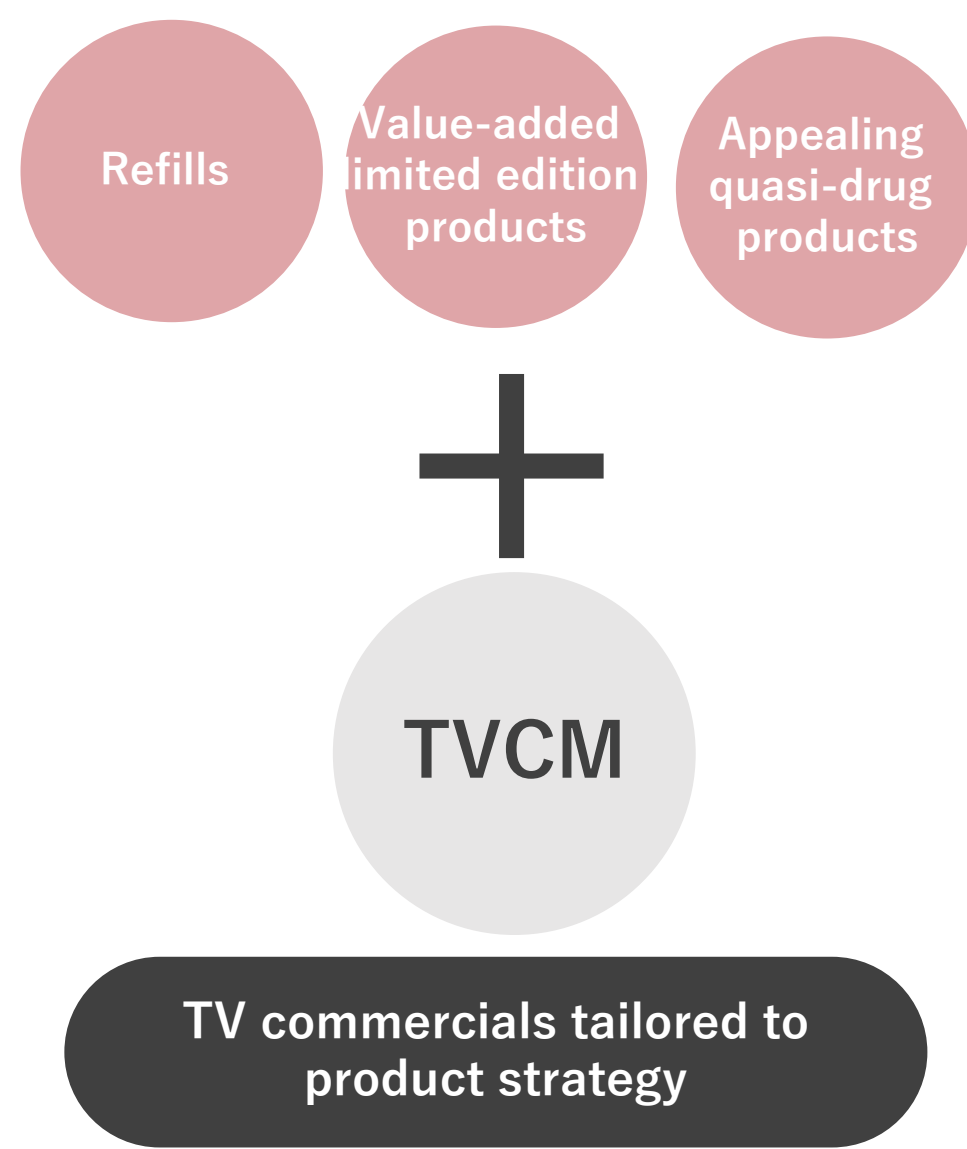 Refills
Value-added
limited edition
products
Appealing
quasi-drug
products
TVCM
TV commercials tailored to
product strategy